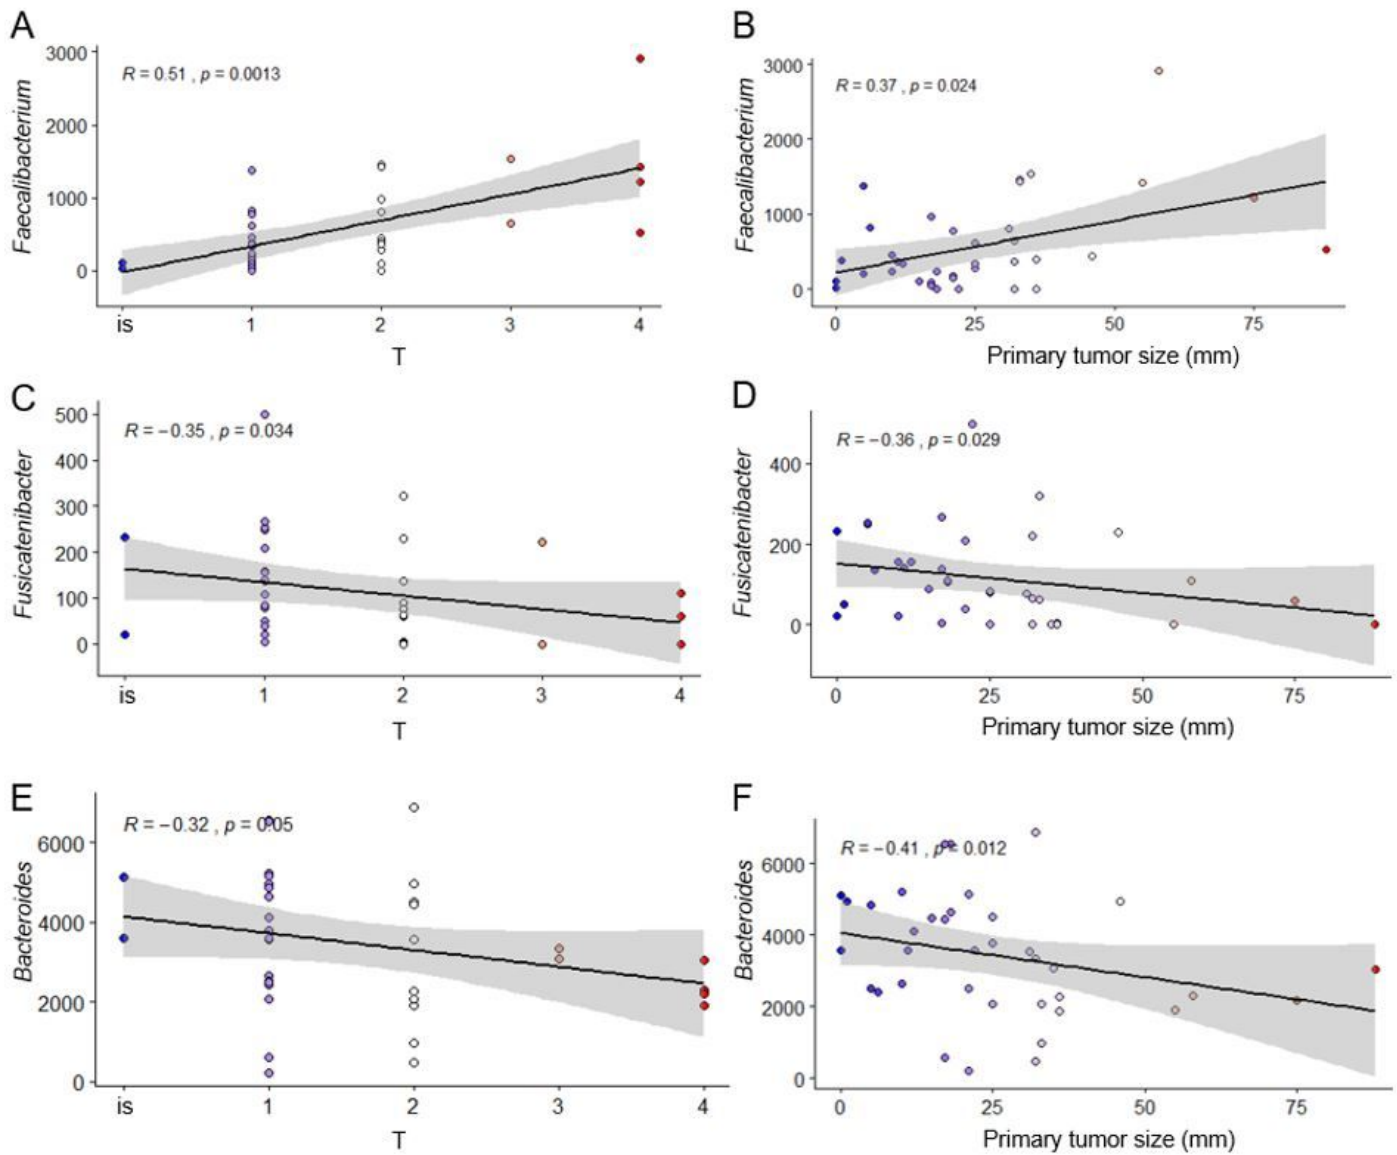 A
3000
2000
1000
0
Faecalibacterium
R = 0.51 , p = 0.0013
is 1 2 3 4
T
B
3000
2000
1000
0
Faecalibacterium
R = 0.37 , p = 0.024
0 25 50 75
Primary tumor size (mm)
C
500
400
300
200
100
0
Fusicatenibacter
R = −0.35 , p = 0.034
is 1 2 3 4
T
D
400
200
0
Fusicatenibacter
R = −0.36 , p = 0.029
0 25 50 75
Primary tumor size (mm)
E
6000
4000
2000
0
Bacteroides
R = −0.32 , p = 0.05
is 1 2 3 4
T
F
6000
4000
2000
0
Bacteroides
R = −0.41 , p = 0.012
0 25 50 75
Primary tumor size (mm)